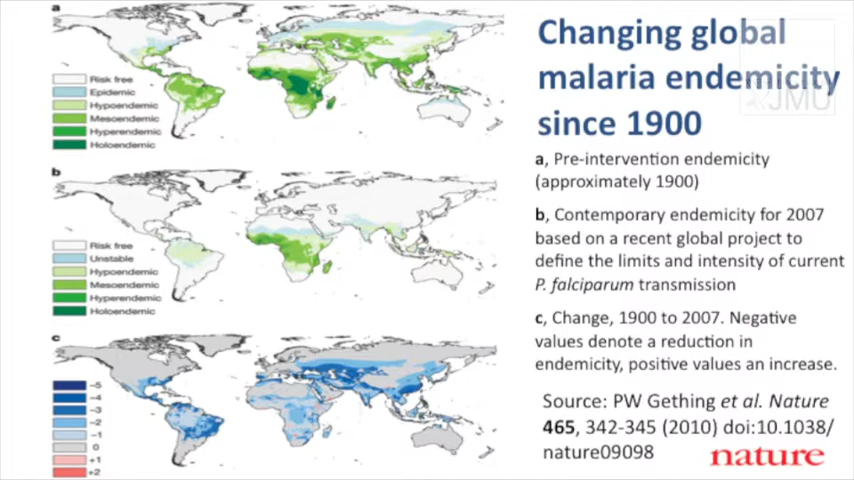 a
Risk free
Epidemic
Hypoendemic
Mesoendemic
Hyperendemic
Holoendemic
b
Risk free
Unstable
Hypoendemic
Mesoendemic
Hyperendemic
Holoendemic
c
−5
−4
−3
−2
−1
0
+1
+2
Changing global
malaria endemicity
since 1900
JMU
a, Pre-intervention endemicity
(approximately 1900)
b, Contemporary endemicity for 2007
based on a recent global project to
define the limits and intensity of current
P. falciparum transmission
c, Change, 1900 to 2007. Negative
values denote a reduction in
endemicity, positive values an increase.
Source: PW Gething et al. Nature
465, 342-345 (2010) doi:10.1038/
nature09098
nature